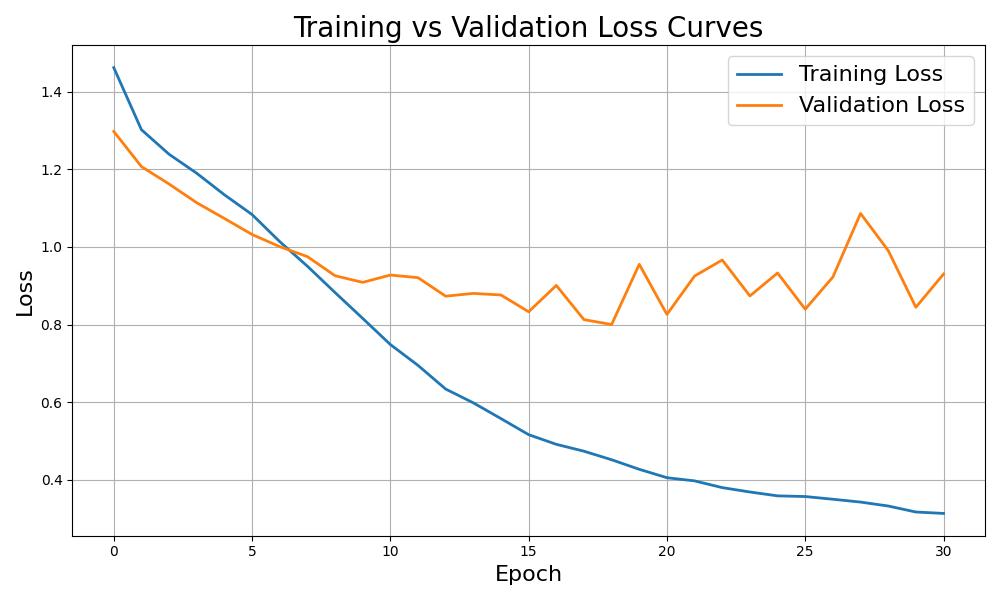 Training vs Validation Loss Curves
Training Loss
Validation Loss
Loss
1.4
1.2
1.0
0.8
0.6
0.4
0 5 10 15 20 25 30
Epoch